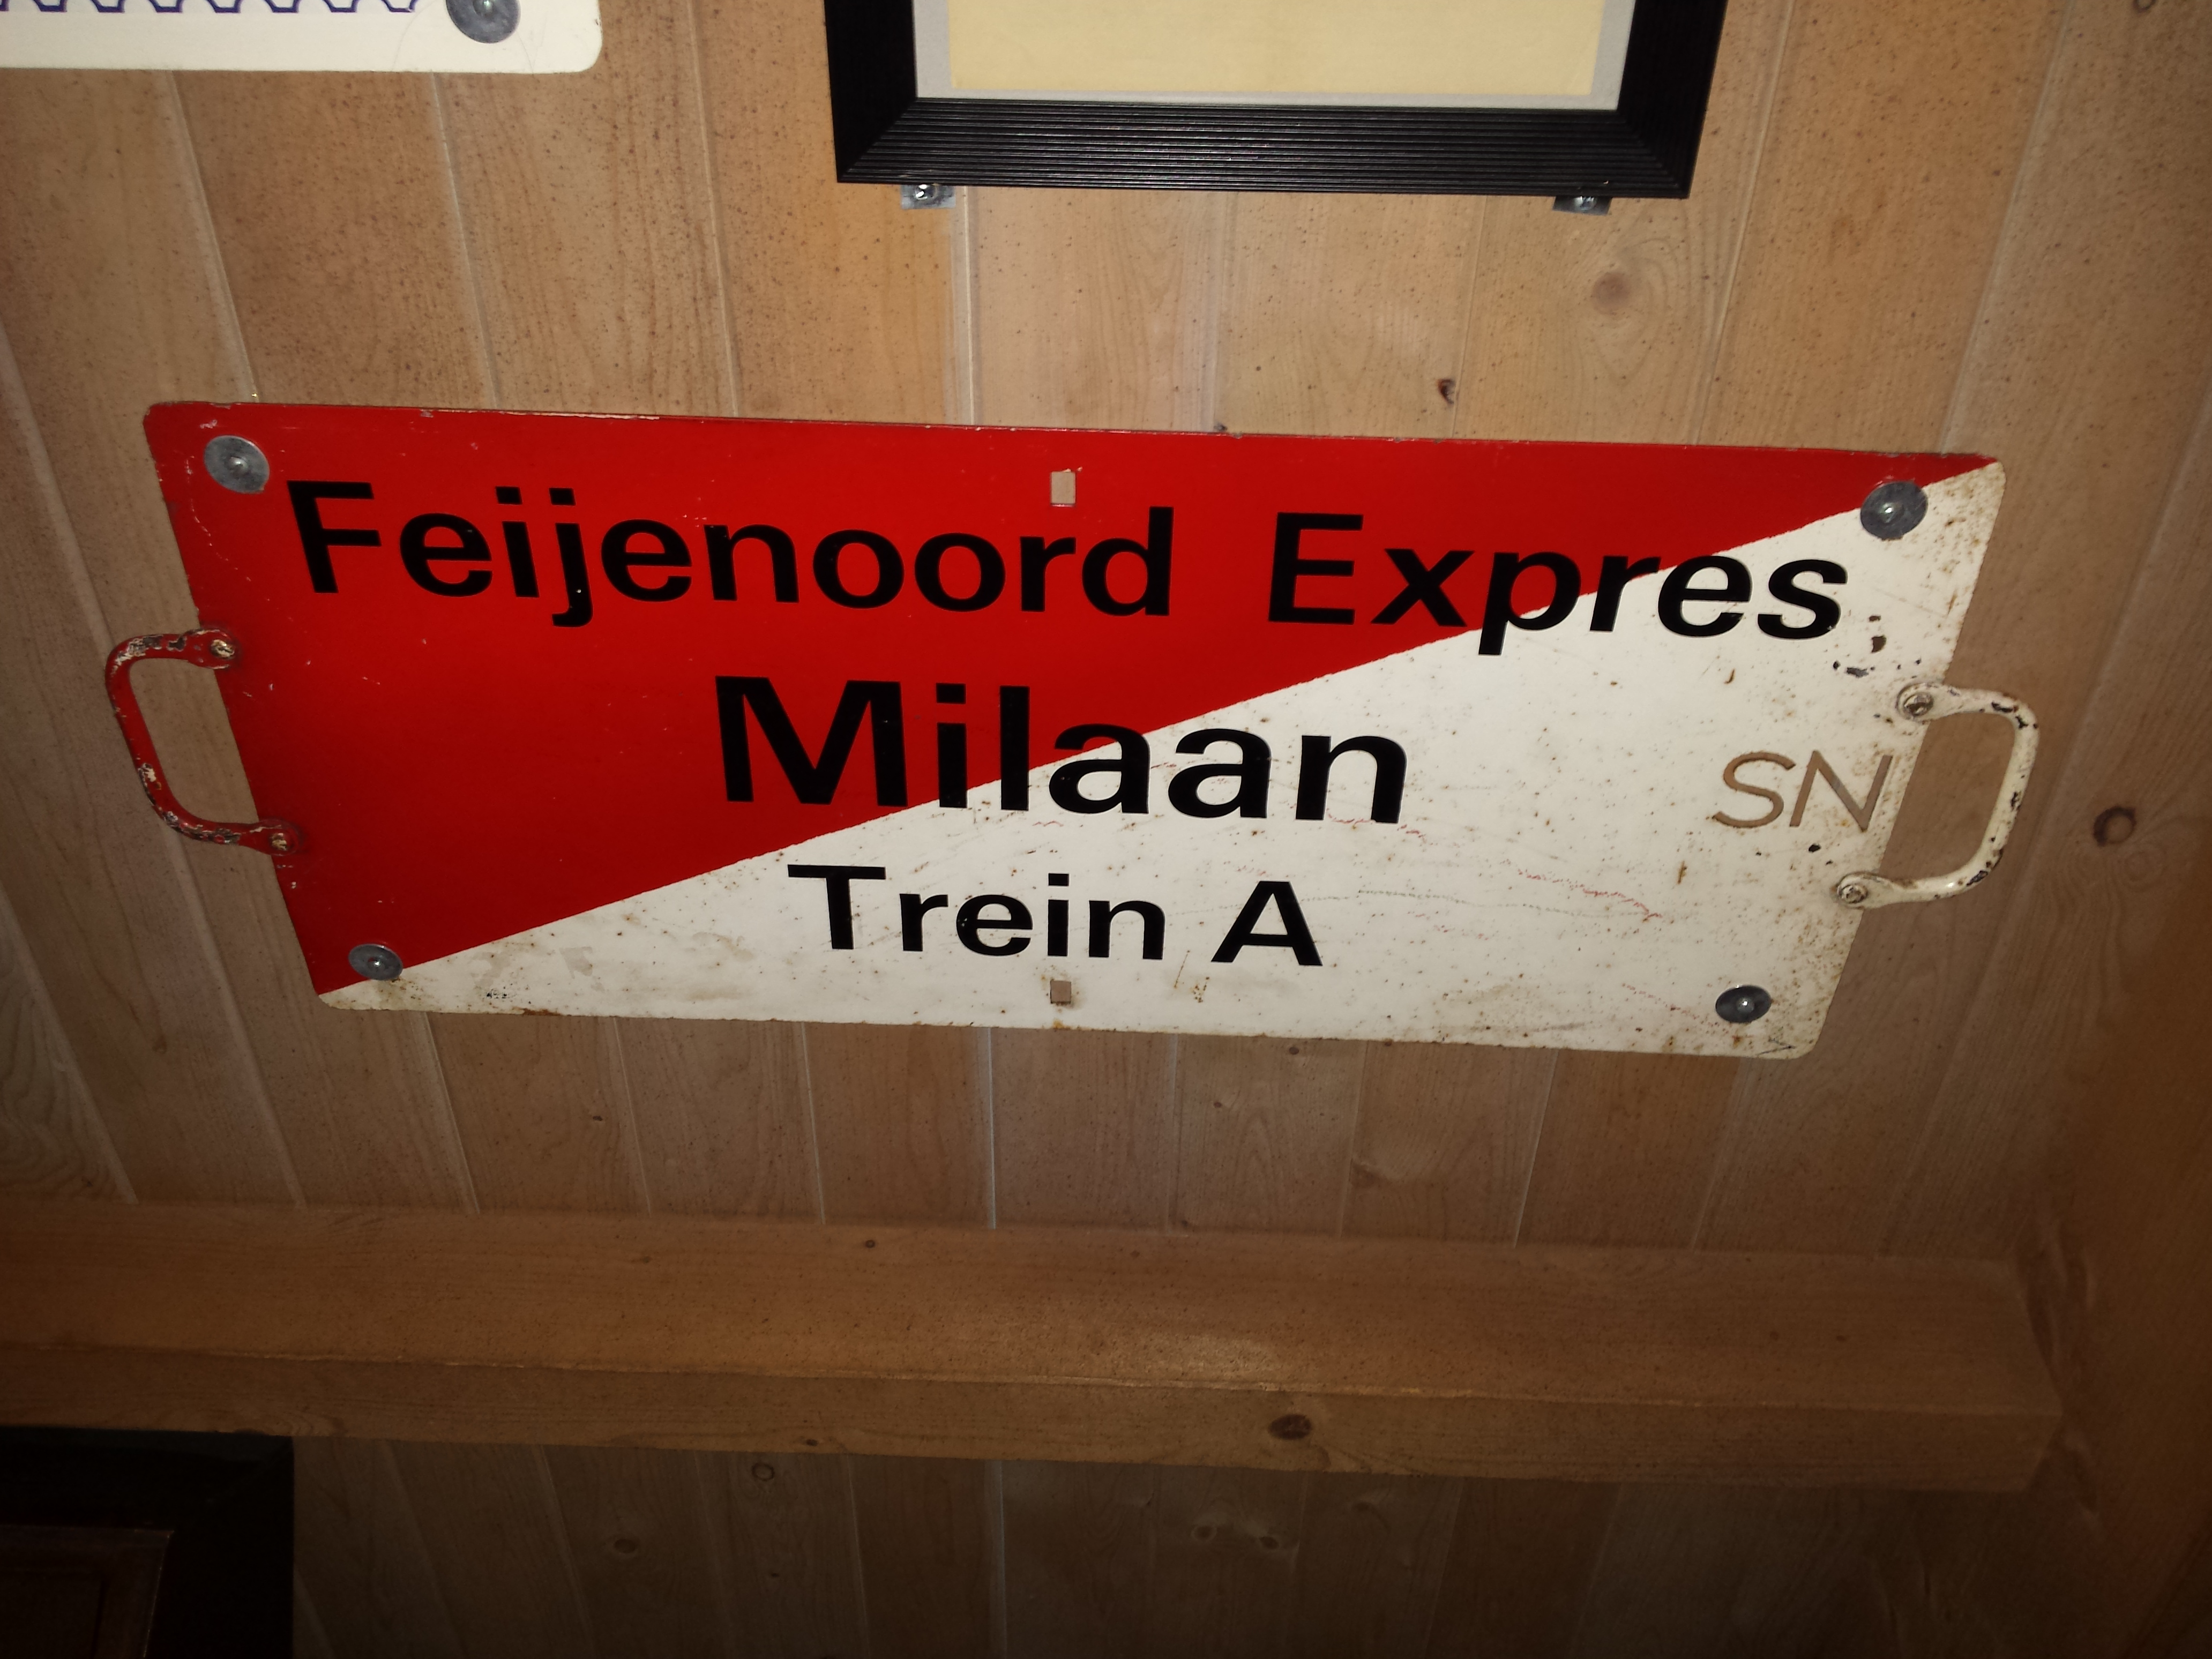 Feijenoord Expres
Milaan
SN
Trein A